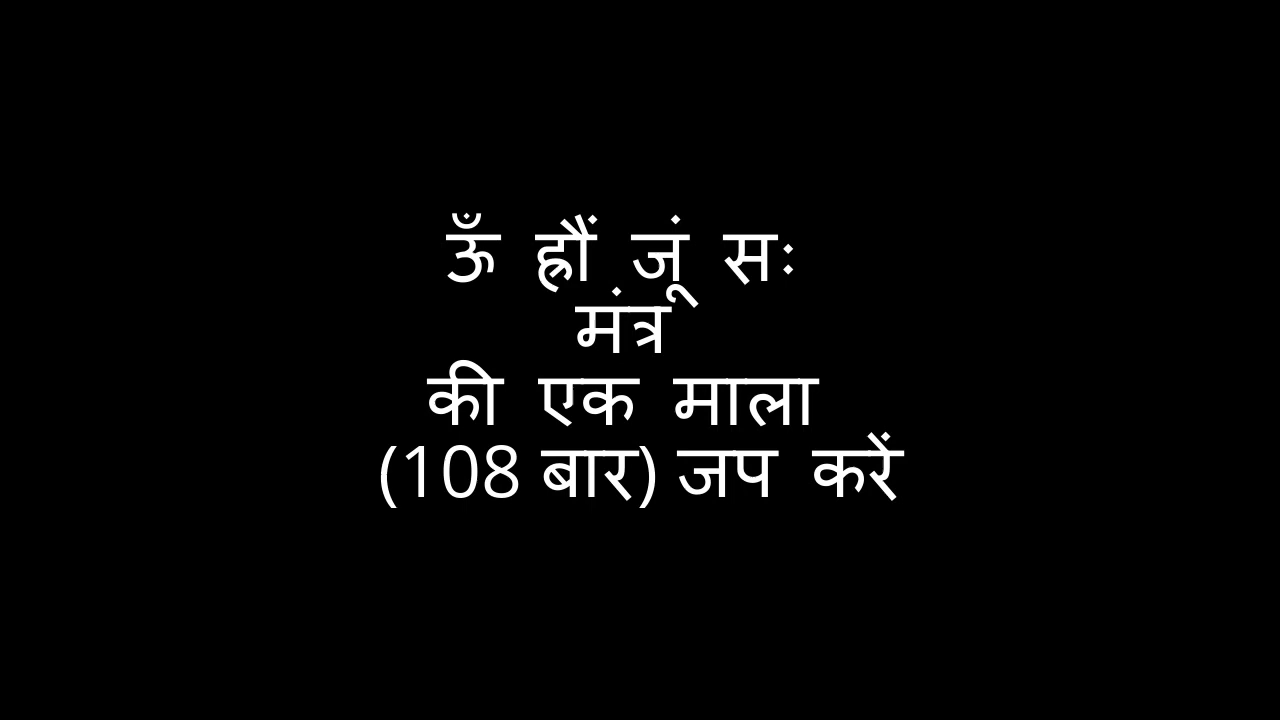 ऊँ ह्रौं जूं सः
मंत्र
की एक माला
(108 बार) जप करें